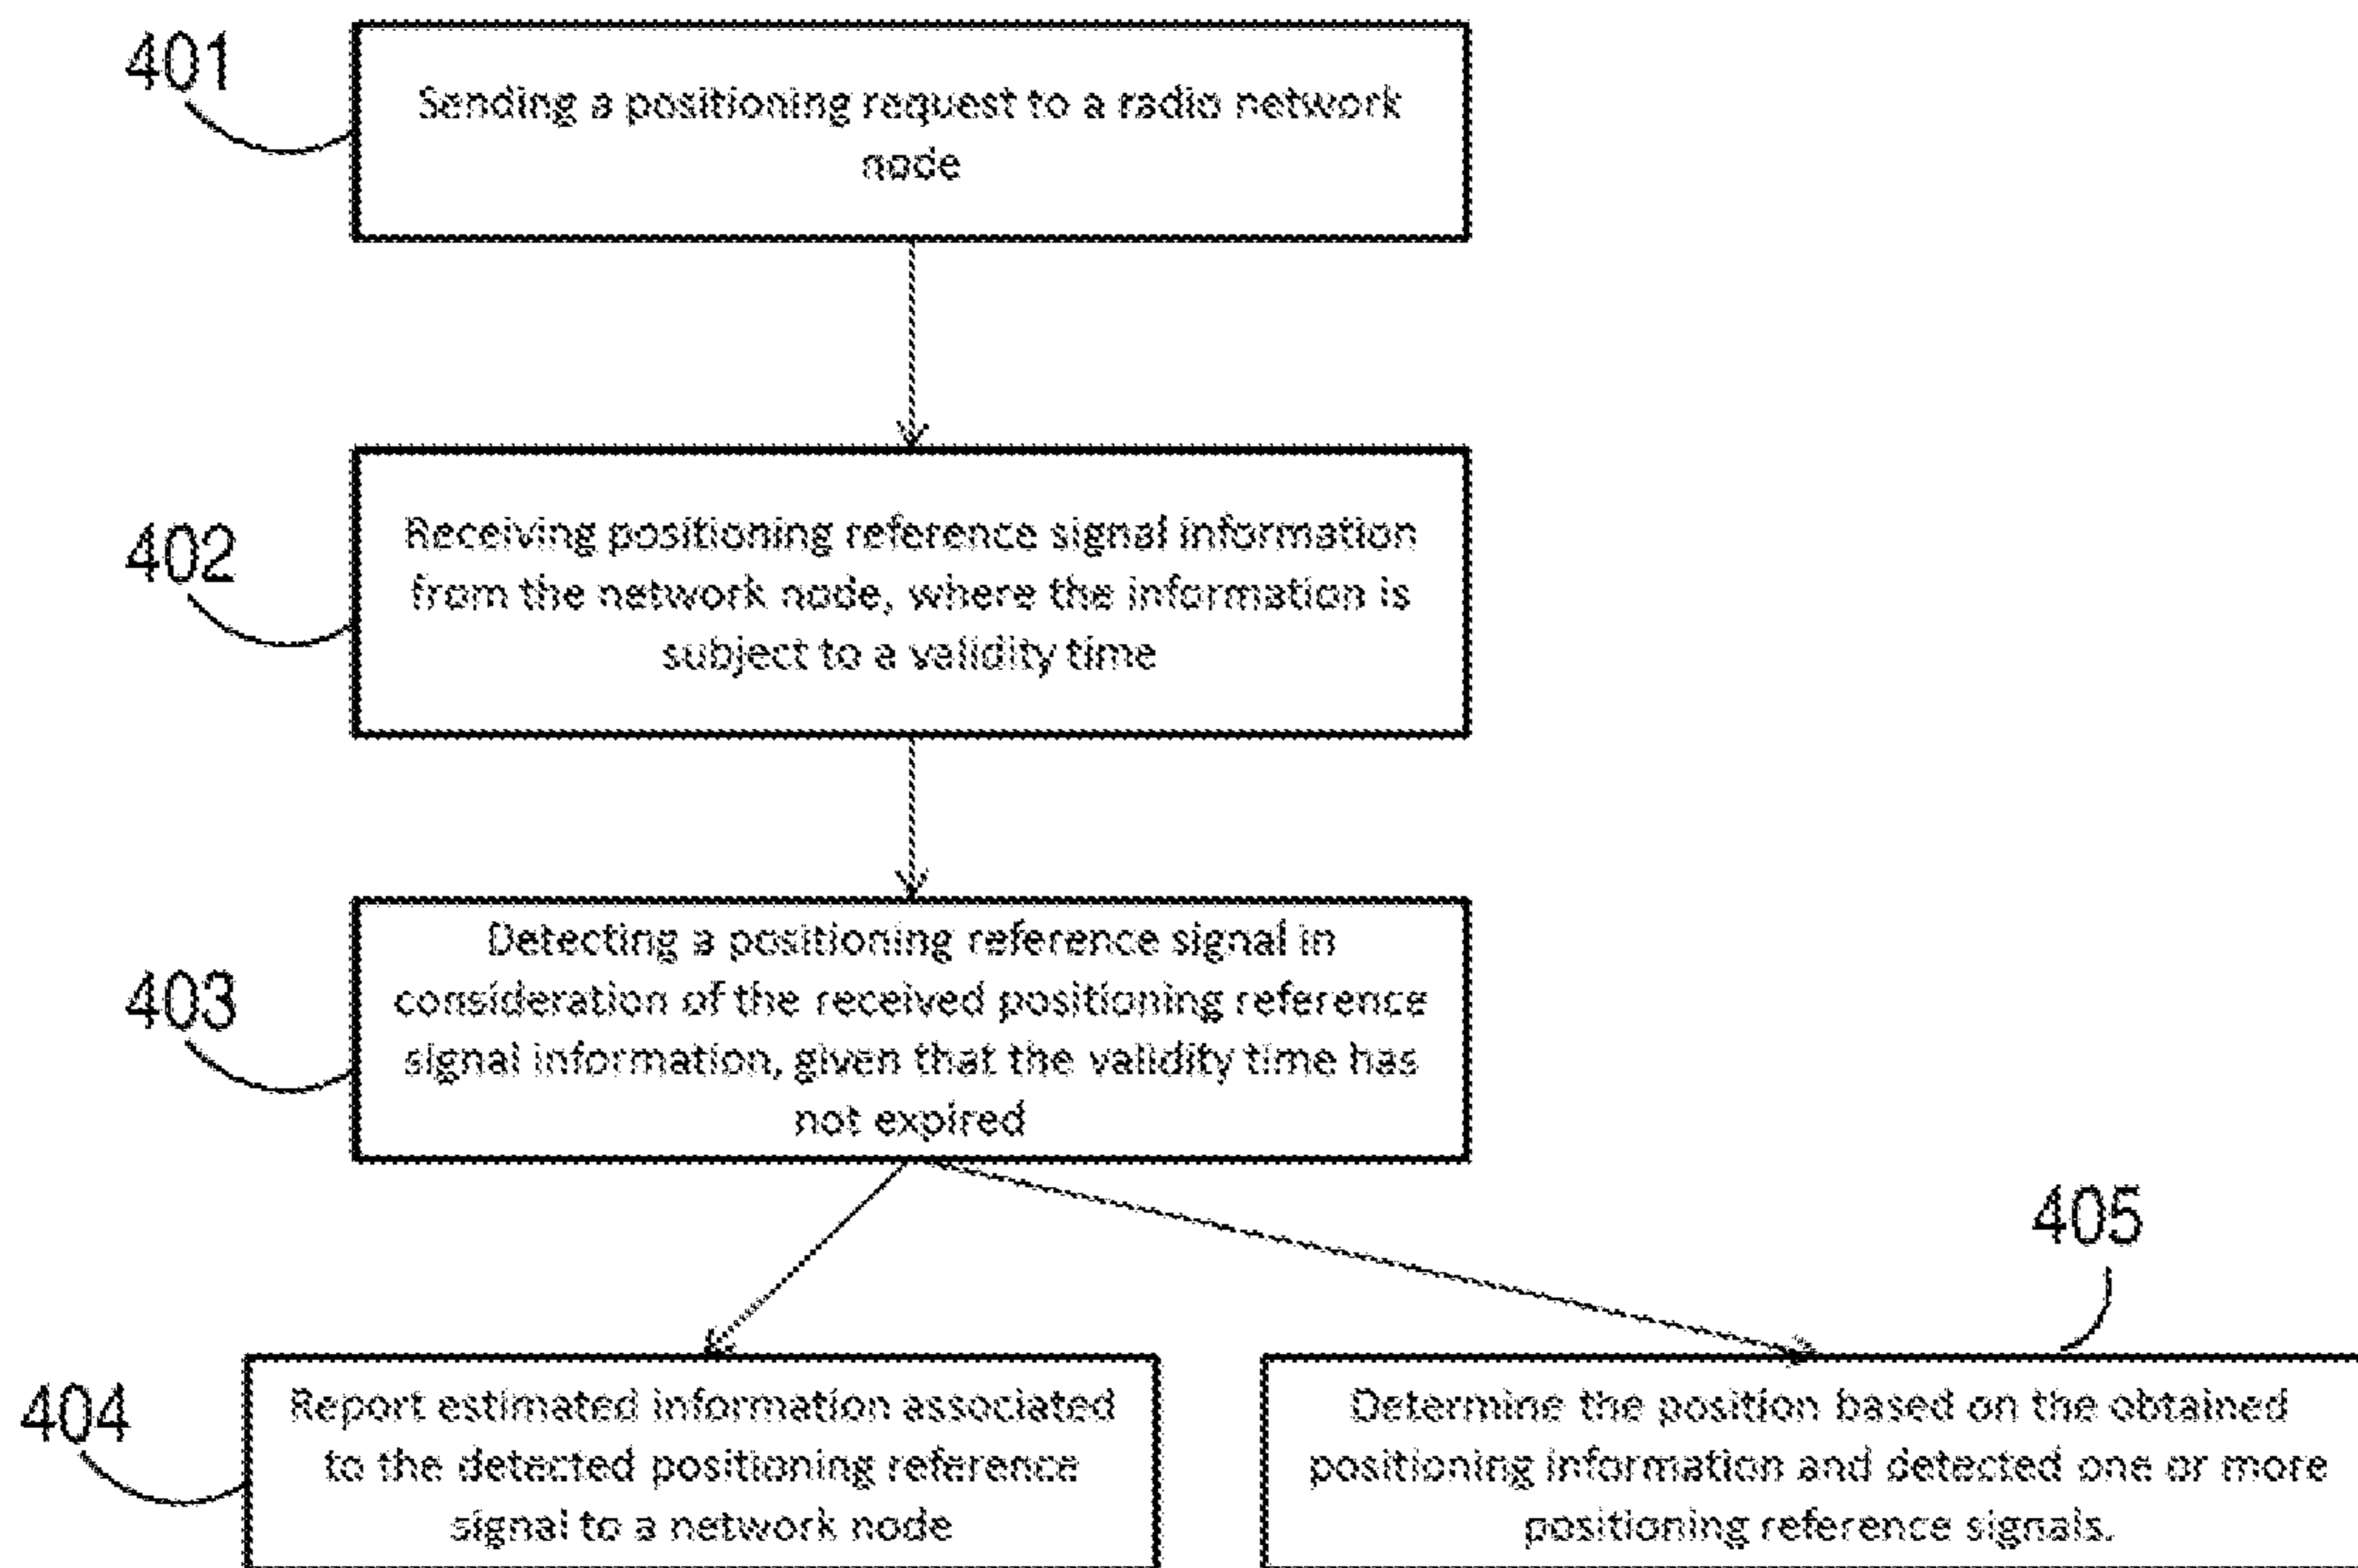 401
Sending a positioning request to a radio network
node
402
Receiving positioning reference signal information
from the network node, where the information is
subject to a validity time
403
Detecting a positioning reference signal in
consideration of the received positioning reference
signal information, given that the validity time has
not expired
405
404
Report estimated information associated
to the detected positioning reference
signal to a network node
Determine the position based on the obtained
positioning information and detected one or more
positioning reference signals.